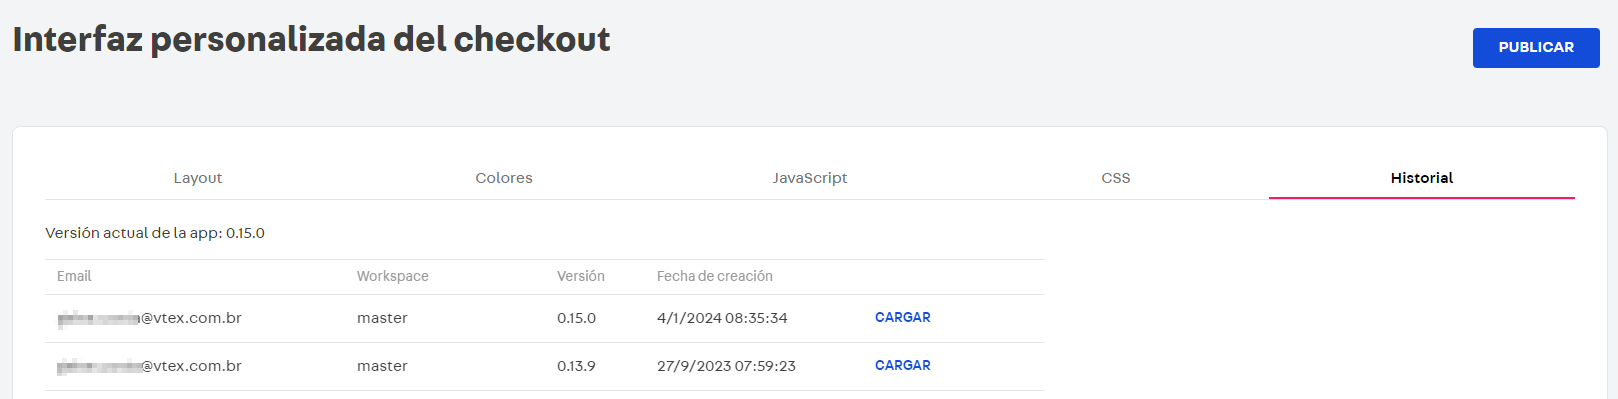 Interfaz personalizada del checkout
PUBLICAR
Layout Colores JavaScript CSS Historial
Versión actual de la app: 0.15.0
Email Workspace Versión Fecha de creación
@vtex.com.br master 0.15.0 4/1/2024 08:35:34 CARGAR
@vtex.com.br master 0.13.9 27/9/2023 07:59:23 CARGAR